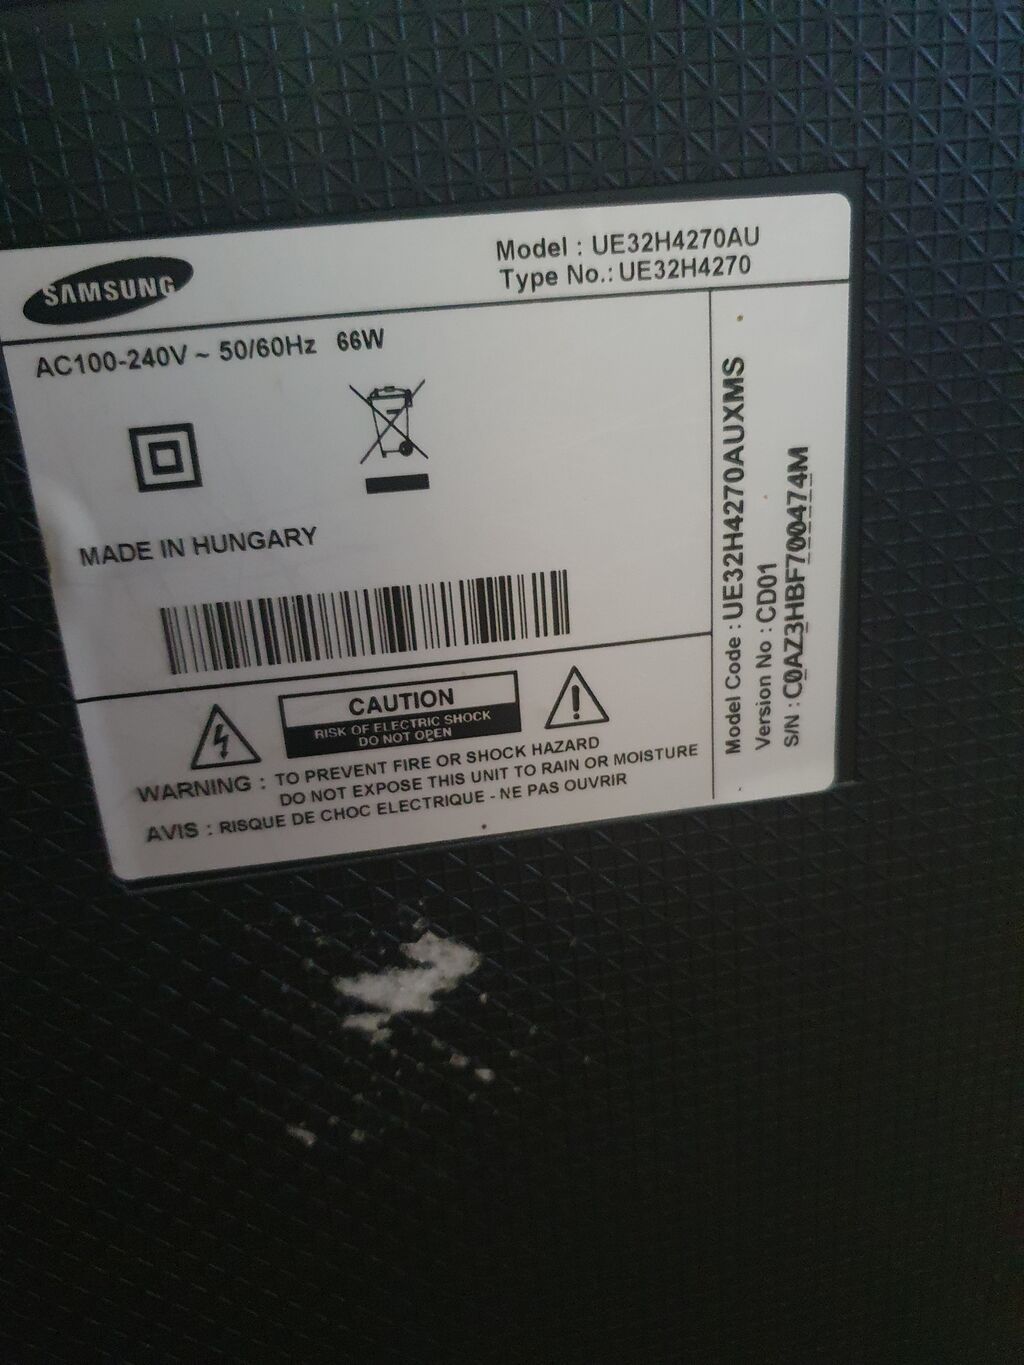 SAMSUNG
Model : UE32H4270AU
Type No.: UE32H4270
AC100-240V ~ 50/60Hz 66W
MADE IN HUNGARY
CAUTION
RISK OF ELECTRIC SHOCK
DO NOT OPEN
WARNING : TO PREVENT FIRE OR SHOCK HAZARD
DO NOT EXPOSE THIS UNIT TO RAIN OR MOISTURE
AVIS : RISQUE DE CHOC ELECTRIQUE - NE PAS OUVRIR
Model Code : UE32H4270AUXMS
Version No : CD01
S/N : C0AZ3HBF700474M